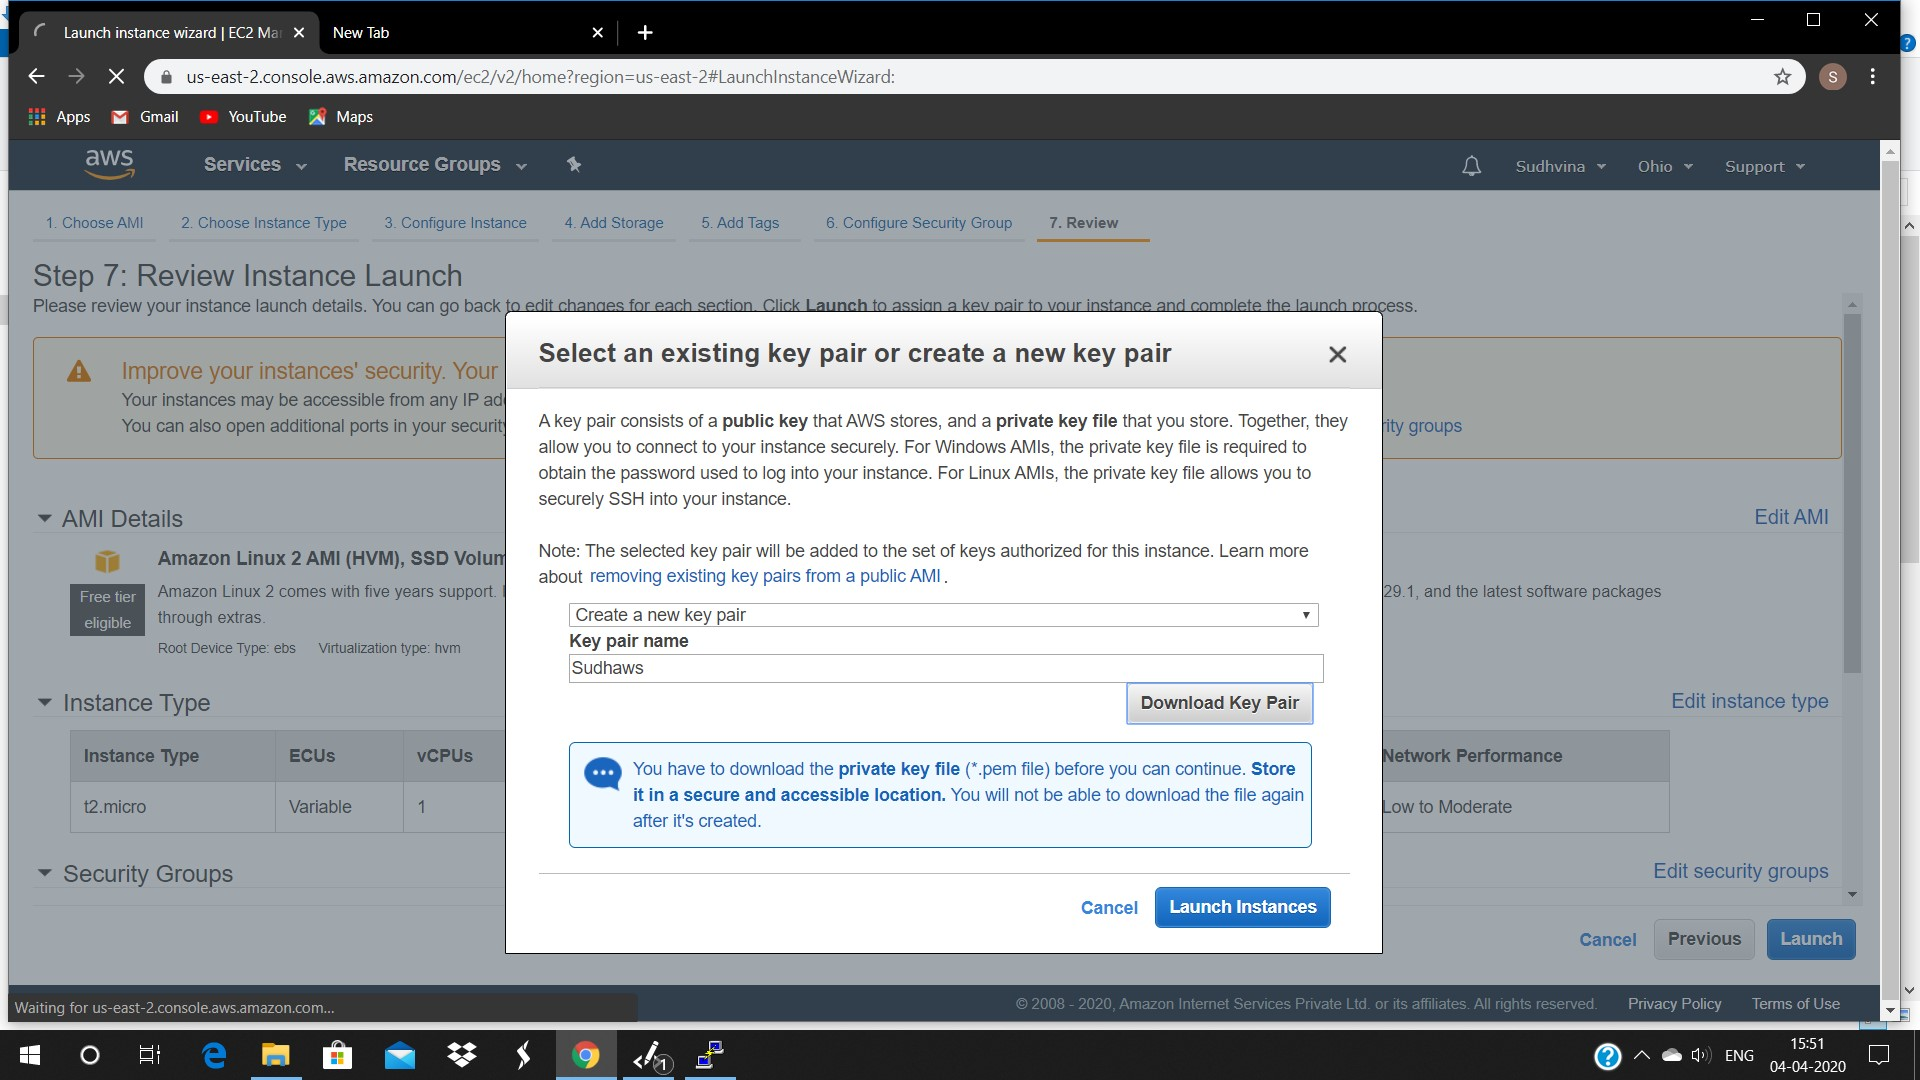 Launch instance wizard | EC2 Ma
New Tab
us-east-2.console.aws.amazon.com/ec2/v2/home?region=us-east-2#LaunchInstanceWizard:
S
Apps
Gmail
YouTube
Maps
aws
Services
Resource Groups
Sudhvina
Ohio
Support
1. Choose AMI
2. Choose Instance Type
3. Configure Instance
4. Add Storage
5. Add Tags
6. Configure Security Group
7. Review
Step 7: Review Instance Launch
Please review your instance launch details. You can go back to edit changes for each section. Click Launch to assign a key pair to your instance and complete the launch process.
Improve your instances' security. Your
Your instances may be accessible from any IP ad
You can also open additional ports in your securit
rity groups
Select an existing key pair or create a new key pair
A key pair consists of a public key that AWS stores, and a private key file that you store. Together, they
allow you to connect to your instance securely. For Windows AMIs, the private key file is required to
obtain the password used to log into your instance. For Linux AMIs, the private key file allows you to
securely SSH into your instance.
Note: The selected key pair will be added to the set of keys authorized for this instance. Learn more
about removing existing key pairs from a public AMI .
Create a new key pair
Key pair name
Sudhaws
Download Key Pair
You have to download the private key file (*.pem file) before you can continue. Store
it in a secure and accessible location. You will not be able to download the file again
after it's created.
Cancel
Launch Instances
AMI Details
Edit AMI
Amazon Linux 2 AMI (HVM), SSD Volum
Free tier
eligible
Amazon Linux 2 comes with five years support.
29.1, and the latest software packages
through extras.
Root Device Type: ebs
Virtualization type: hvm
Instance Type
Edit instance type
Instance Type
ECUs
vCPUs
Network Performance
t2.micro
Variable
1
Low to Moderate
Security Groups
Edit security groups
Cancel
Previous
Launch
Waiting for us-east-2.console.aws.amazon.com...
© 2008 - 2020, Amazon Internet Services Private Ltd. or its affiliates. All rights reserved.
Privacy Policy
Terms of Use
1
ENG
15:51
04-04-2020